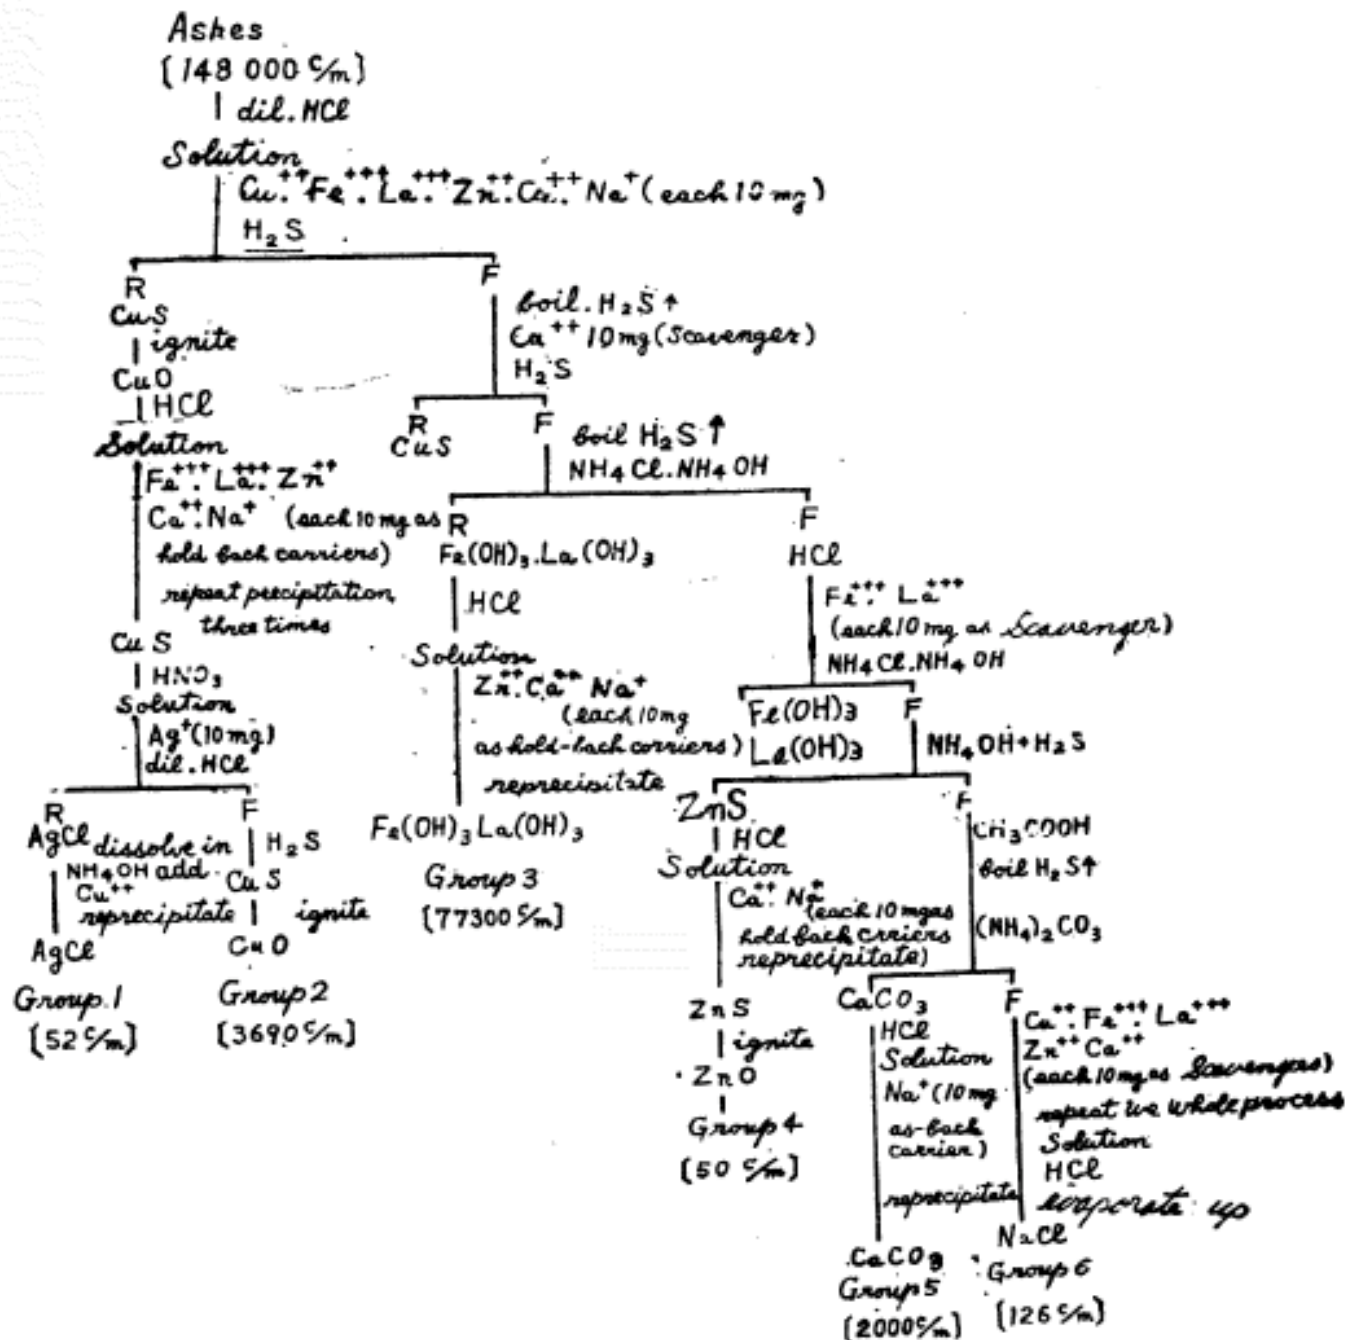 Ashes
[148 000 c/m]
dil. HCl
Solution
Cu++. Fe+++. La+++. Zn++. Ca++. Na+ (each 10 mg)
H2S
R
CuS
ignite
CuO
HCl
Solution
Fe+++. La+++. Zn++
Ca++. Na+ (each 10 mg as
hold back carriers)
repeat precipitation
three times
CuS
HNO3
Solution
Ag+(10 mg)
dil. HCl
R
AgCl dissolve in
NH4OH add
Cu++
reprecipitate
AgCl
Group.1
[52 c/m]
F
H2S
CuS
ignite
CuO
Group 2
[3690 c/m]
F
boil. H2S ↑
Ca++ 10 mg (Scavenger)
H2S
R
CuS
F
boil H2S ↑
NH4Cl. NH4OH
R
Fe(OH)3. La(OH)3
HCl
Solution
Zn++. Ca++ Na+
(each 10 mg
as hold-back corriers)
reprecipitate
Fe(OH)3 La(OH)3
Group 3
[77300 c/m]
F
HCl
Fe+++. La+++
(each 10 mg as Scavenger)
NH4Cl. NH4OH
Fe(OH)3
La(OH)3
F
NH4OH + H2S
ZnS
HCl
Solution
Ca++. Na+
(each 10 mg as
hold back crriers
reprecipitate)
ZnS
ignite
ZnO
Group 4
[50 c/m]
F
CH3COOH
boil H2S↑
(NH4)2CO3
CaCO3
HCl
Solution
Na+ (10 mg
as-back
carrier)
reprecipitate
CaCO3
Group 5
[2000 c/m]
F
Cu++. Fe+++. La+++
Zn++ Ca++
(each 10 mg as Scavengers)
repeat the whole process
Solution
HCl
evaporate up
NaCl
Group 6
[126 c/m]